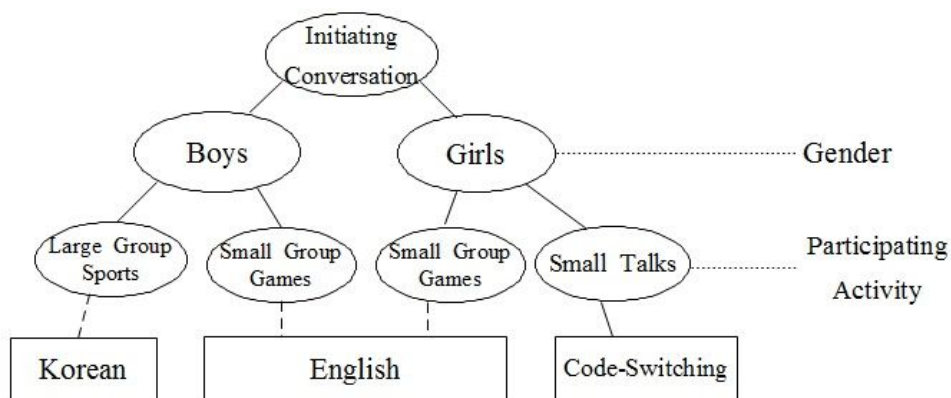 Initiating
Conversation
Boys
Girls
Gender
Large Group
Sports
Small Group
Games
Small Group
Games
Small Talks
Participating
Activity
Korean
English
Code-Switching